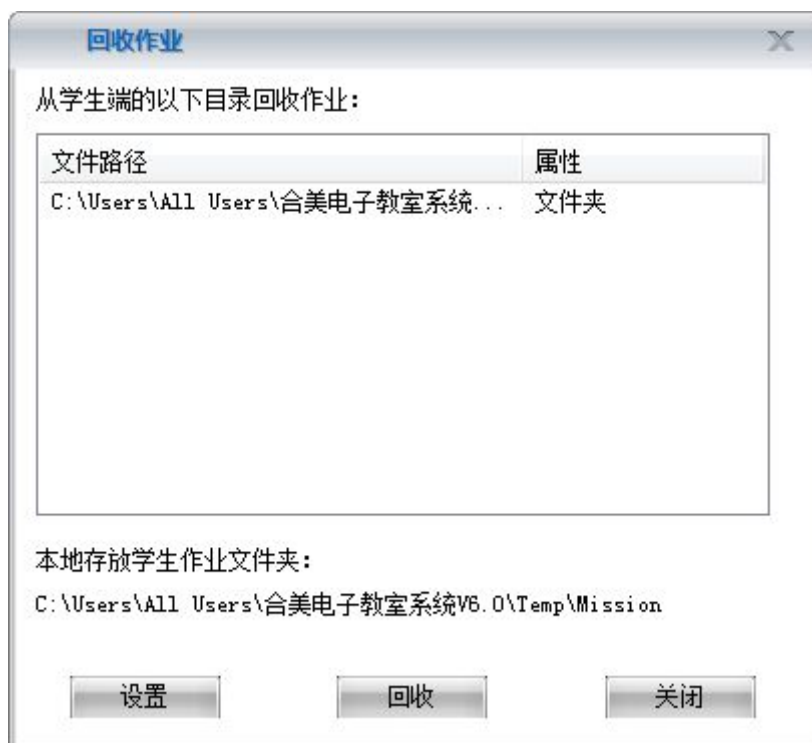 回收作业
从学生端的以下目录回收作业：
文件路径 属性
C:\Users\All Users\合美电子教室系统... 文件夹
本地存放学生作业文件夹：
C:\Users\All Users\合美电子教室系统V6.0\Temp\Mission
设置 回收 关闭